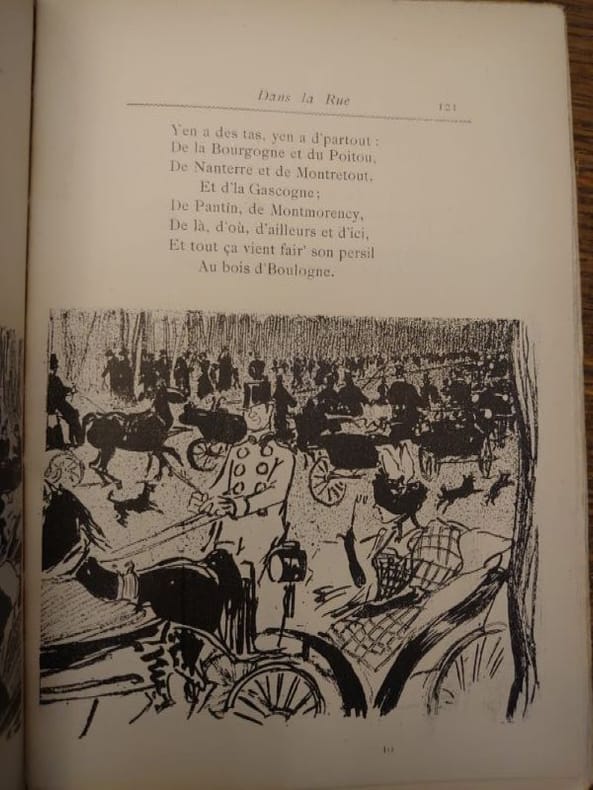 Dans la Rue
121
Yen a des tas, yen a d'partout :
De la Bourgogne et du Poitou,
De Nanterre et de Montretout,
Et d'la Gascogne;
De Pantin, de Montmorency,
De là, d'où, d'ailleurs et d'ici,
Et tout ça vient fair' son persil
Au bois d'Boulogne.
10